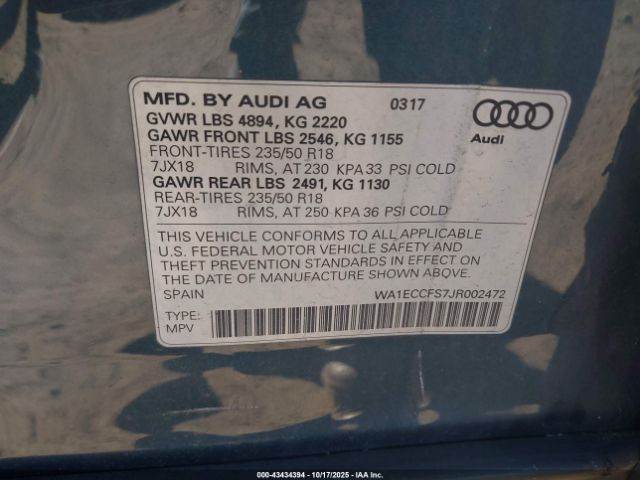 MFD. BY AUDI AG 0317
GVWR LBS 4894, KG 2220
GAWR FRONT LBS 2546, KG 1155
FRONT-TIRES 235/50 R18
7JX18 RIMS, AT 230 KPA 33 PSI COLD
GAWR REAR LBS 2491, KG 1130
REAR-TIRES 235/50 R18
7JX18 RIMS, AT 250 KPA 36 PSI COLD
Audi
THIS VEHICLE CONFORMS TO ALL APPLICABLE
U.S. FEDERAL MOTOR VEHICLE SAFETY AND
THEFT PREVENTION STANDARDS IN EFFECT ON
THE DATE OF MANUFACTURE SHOWN ABOVE.
SPAIN WA1ECCFS7JR002472
TYPE:
MPV
000-43434394 | 10/17/2025 | IAA Inc.